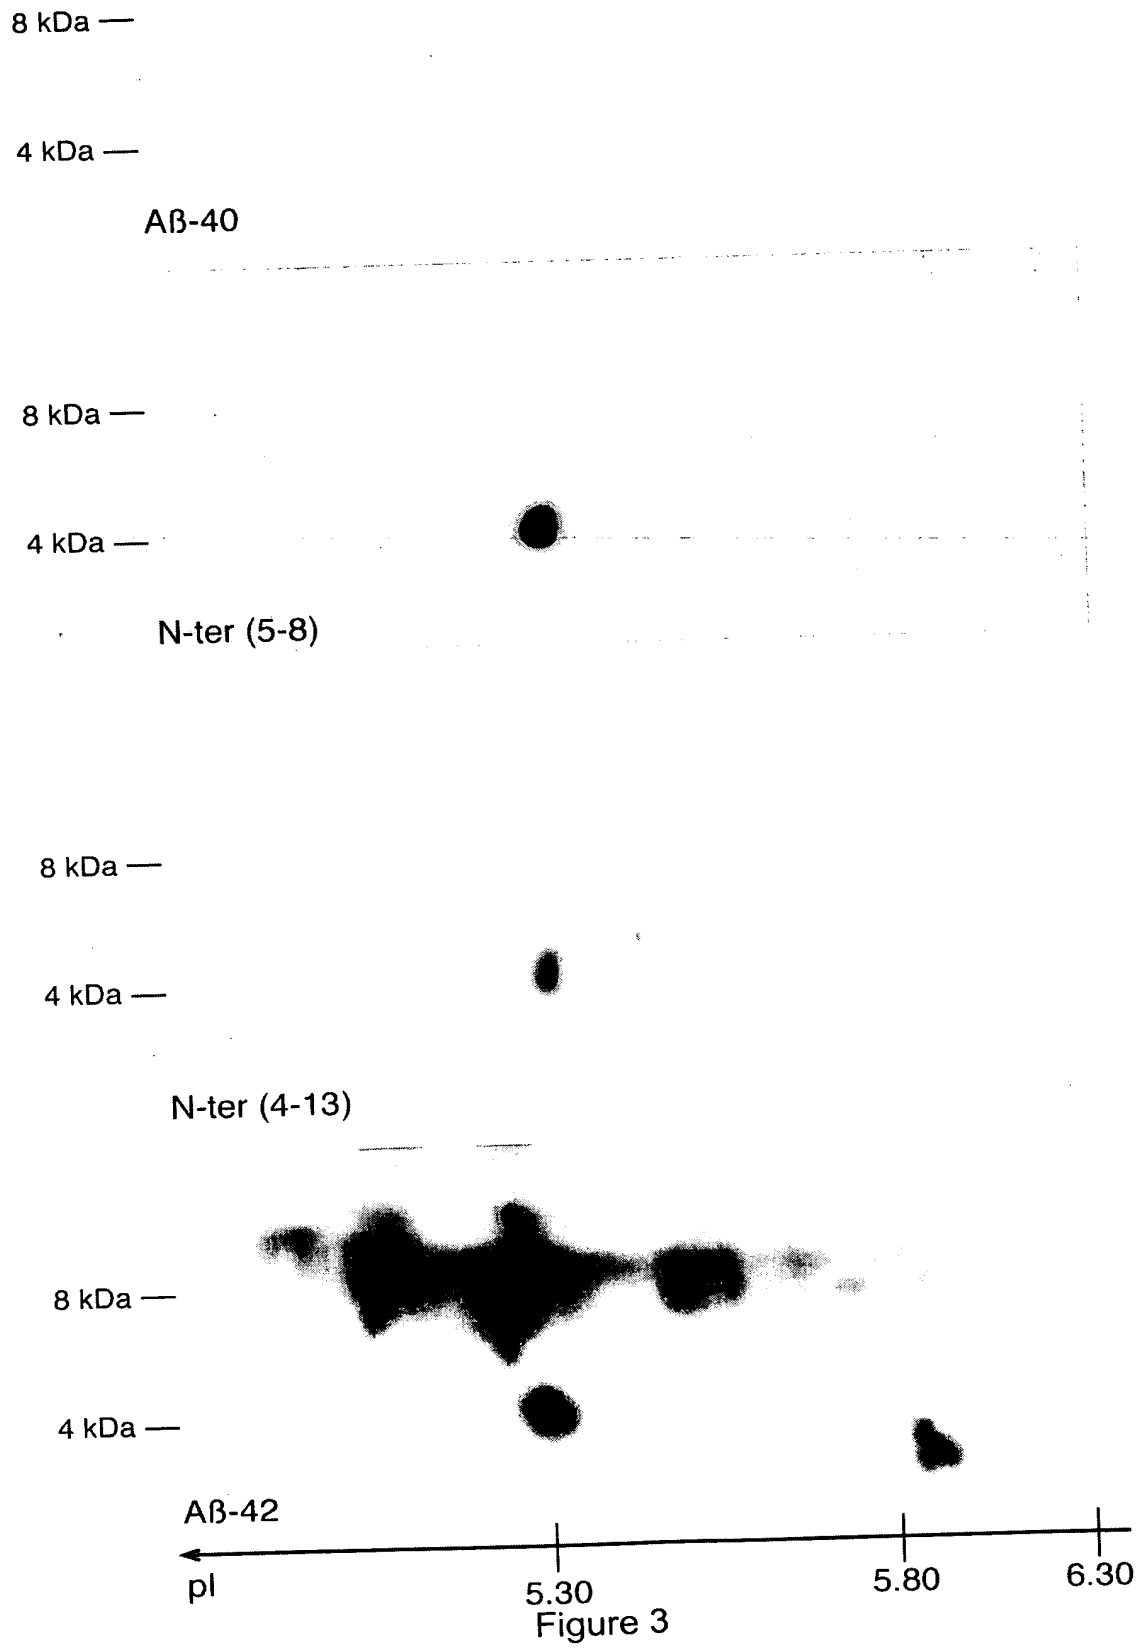 8 kDa
4 kDa
Aß-40
8 kDa
4 kDa
N-ter (5-8)
8 kDa
4 kDa
N-ter (4-13)
8 kDa
4 kDa
Aß-42
pI
5.30
5.80
6.30
Figure 3